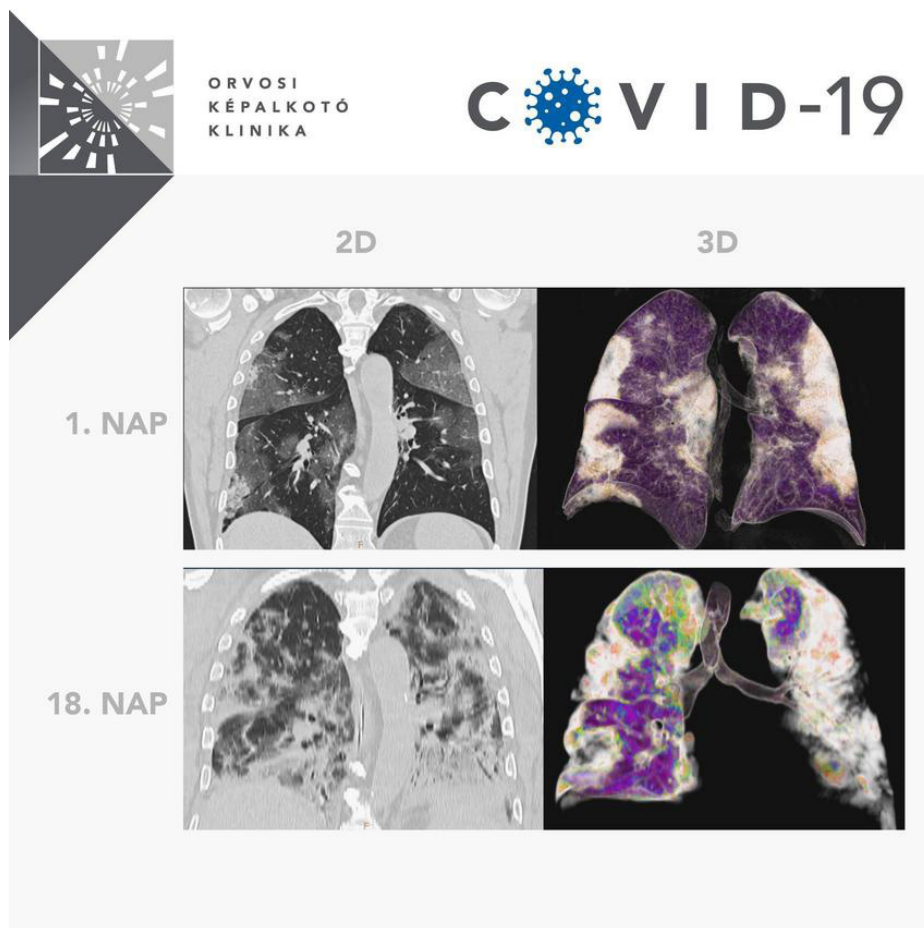 ORVOSI
KÉPALKOTÓ
KLINIKA
COVID-19
2D
3D
1. NAP
18. NAP
F
F